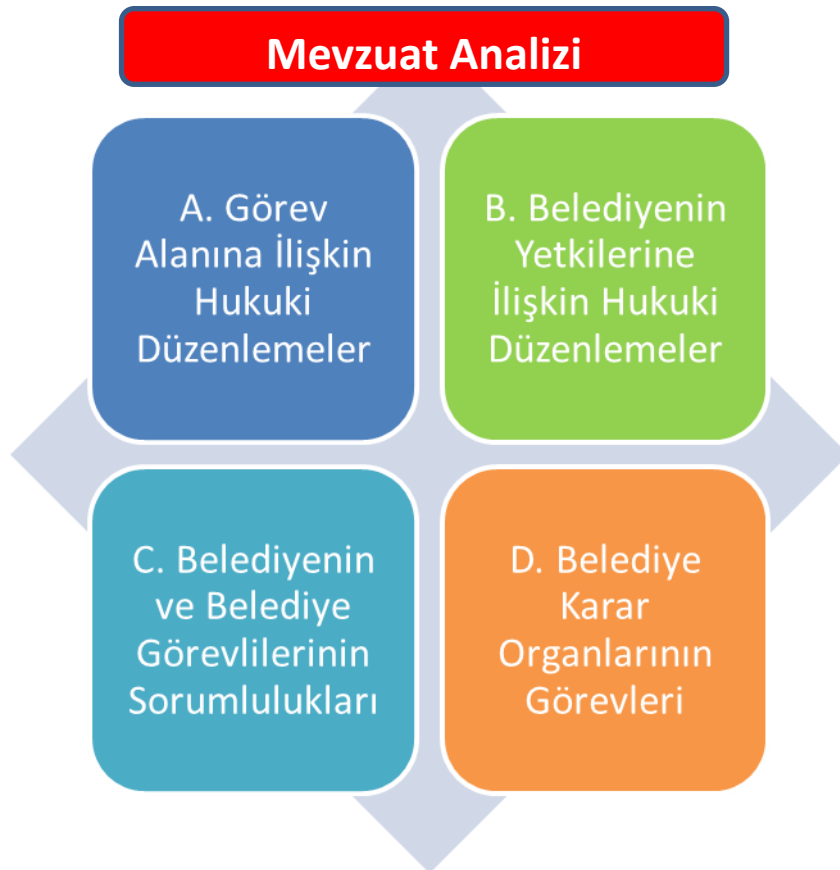 Mevzuat Analizi
A. Görev
Alanına İlişkin
Hukuki
Düzenlemeler
B. Belediyenin
Yetkilerine
İlişkin Hukuki
Düzenlemeler
C. Belediyenin
ve Belediye
Görevlilerinin
Sorumlulukları
D. Belediye
Karar
Organlarının
Görevleri